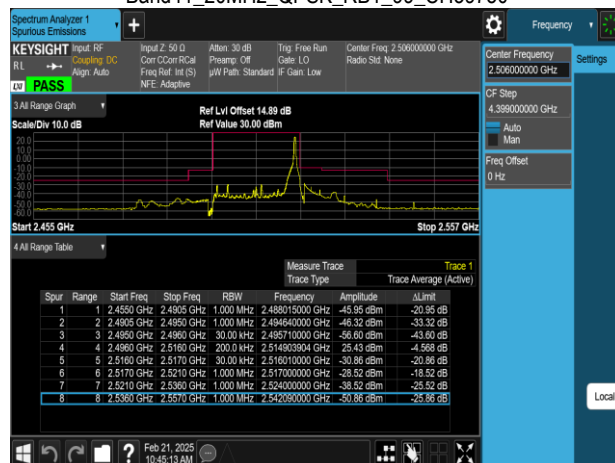 Spectrum Analyzer 1
Spurious Emissions
Frequency
KEYSIGHT Input: RF
RL
Coupling: DC
Align: Auto
LXI PASS
Input Z: 50 Ω
Corr CCorr RCal
Freq Ref: Int (S)
NFE: Adaptive
Atten: 30 dB
Preamp: Off
µW Path: Standard
Trig: Free Run
Gate: LO
IF Gain: Low
Center Freq: 2.506000000 GHz
Radio Std: None
Center Frequency
2.506000000 GHz
Settings
CF Step
4.399000000 GHz
Auto
Man
Freq Offset
0 Hz
3 All Range Graph
Scale/Div 10.0 dB
Ref Lvl Offset 14.89 dB
Ref Value 30.00 dBm
20.0
10.0
0.00
-10.0
-20.0
-30.0
-40.0
-50.0
-60.0
Start 2.455 GHz Stop 2.557 GHz
4 All Range Table
Measure Trace Trace 1
Trace Type Trace Average (Active)
Spur Range Start Freq Stop Freq RBW Frequency Amplitude ΔLimit
1 1 2.4550 GHz 2.4905 GHz 1.000 MHz 2.488015000 GHz -45.95 dBm -20.95 dB
2 2 2.4905 GHz 2.4950 GHz 1.000 MHz 2.494640000 GHz -46.32 dBm -33.32 dB
3 3 2.4950 GHz 2.4960 GHz 30.00 kHz 2.495710000 GHz -56.60 dBm -43.60 dB
4 4 2.4960 GHz 2.5160 GHz 200.0 kHz 2.514903904 GHz 25.43 dBm -4.568 dB
5 5 2.5160 GHz 2.5170 GHz 30.00 kHz 2.516010000 GHz -30.86 dBm -20.86 dB
6 6 2.5170 GHz 2.5210 GHz 1.000 MHz 2.517000000 GHz -28.52 dBm -18.52 dB
7 7 2.5210 GHz 2.5360 GHz 1.000 MHz 2.524000000 GHz -38.52 dBm -25.52 dB
8 8 2.5360 GHz 2.5570 GHz 1.000 MHz 2.542090000 GHz -50.86 dBm -25.86 dB
Local
Feb 21, 2025
10:45:13 AM